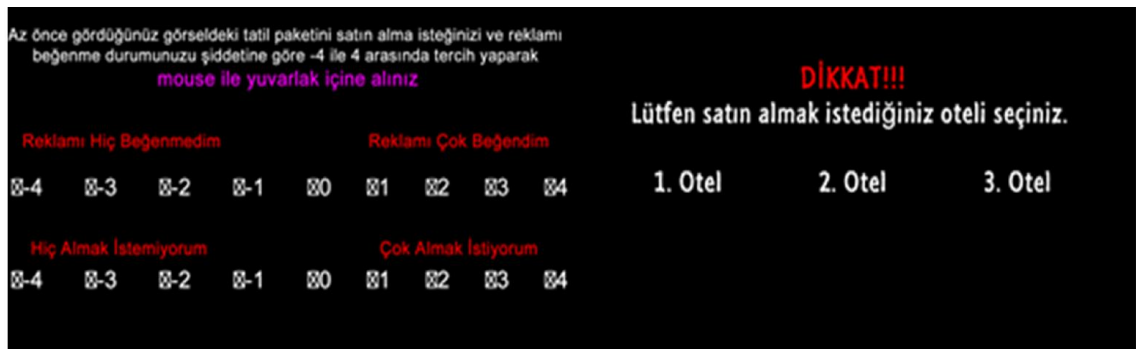 Az önce gördüğünüz görseldeki tatil paketini satın alma isteğinizi ve reklamı
beğenme durumunuzu şiddetine göre -4 ile 4 arasında tercih yaparak
mouse ile yuvarlak içine alınız
Reklamı Hiç Beğenmedim Reklamı Çok Beğendim
-4 -3 -2 -1 0 1 2 3 4
Hiç Almak İstemiyorum Çok Almak İstiyorum
-4 -3 -2 -1 0 1 2 3 4
DİKKAT!!!
Lütfen satın almak istediğiniz oteli seçiniz.
1. Otel 2. Otel 3. Otel